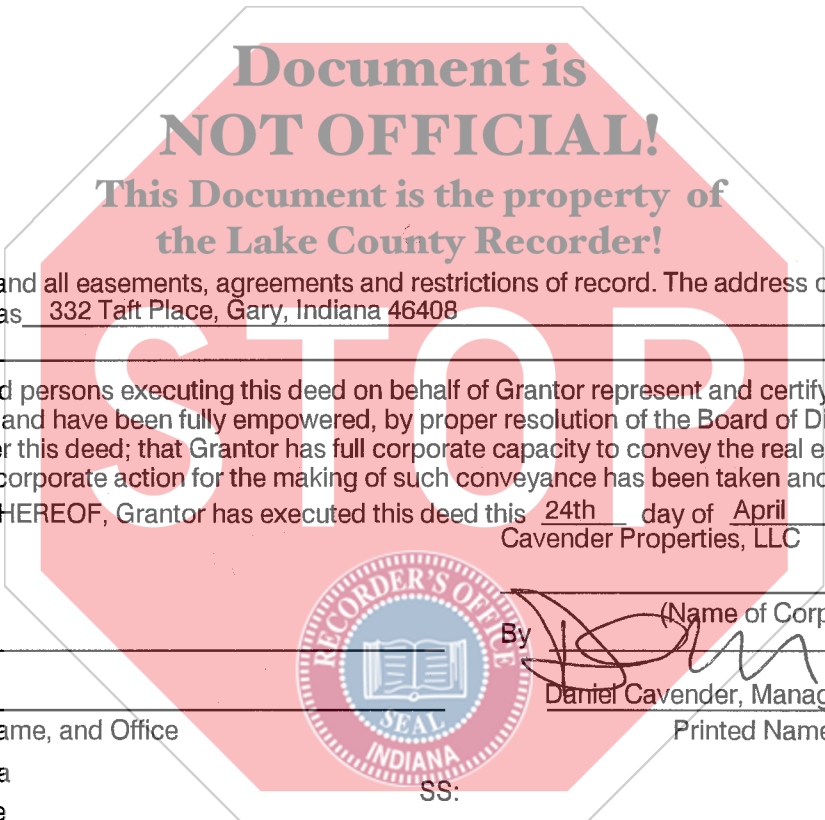 Document is
NOT OFFICIAL!
This Document is the property of
the Lake County Recorder!
and all easements, agreements and restrictions of record. The address o
as 332 Taft Place, Gary, Indiana 46408
STOP
d persons executing this deed on behalf of Grantor represent and certify
and have been fully empowered, by proper resolution of the Board of Di
r this deed; that Grantor has full corporate capacity to convey the real e
corporate action for the making of such conveyance has been taken and
HEREOF, Grantor has executed this deed this 24th day of April
Cavender Properties, LLC
(Name of Corp
By
Daniel Cavender, Manag
ame, and Office
Printed Name
RECORDER'S OFFICE
SEAL
INDIANA
a
SS:
e